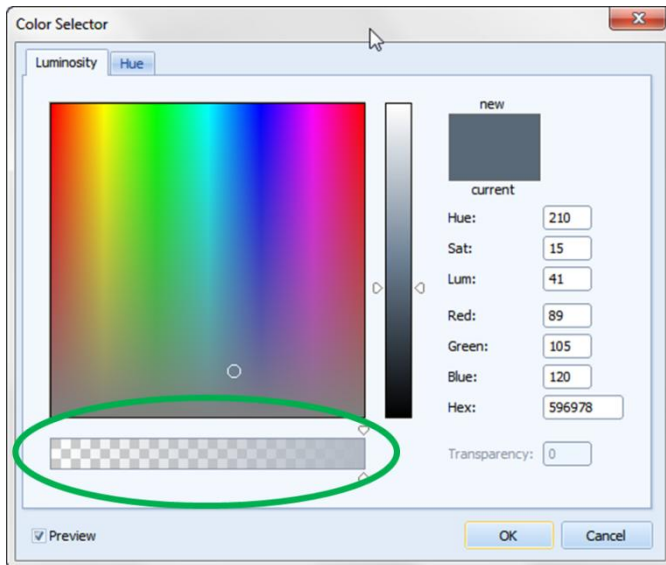 Color Selector
Luminosity Hue
new
current
Hue: 210
Sat: 15
Lum: 41
Red: 89
Green: 105
Blue: 120
Hex: 596978
Transparency: 0
Preview OK Cancel